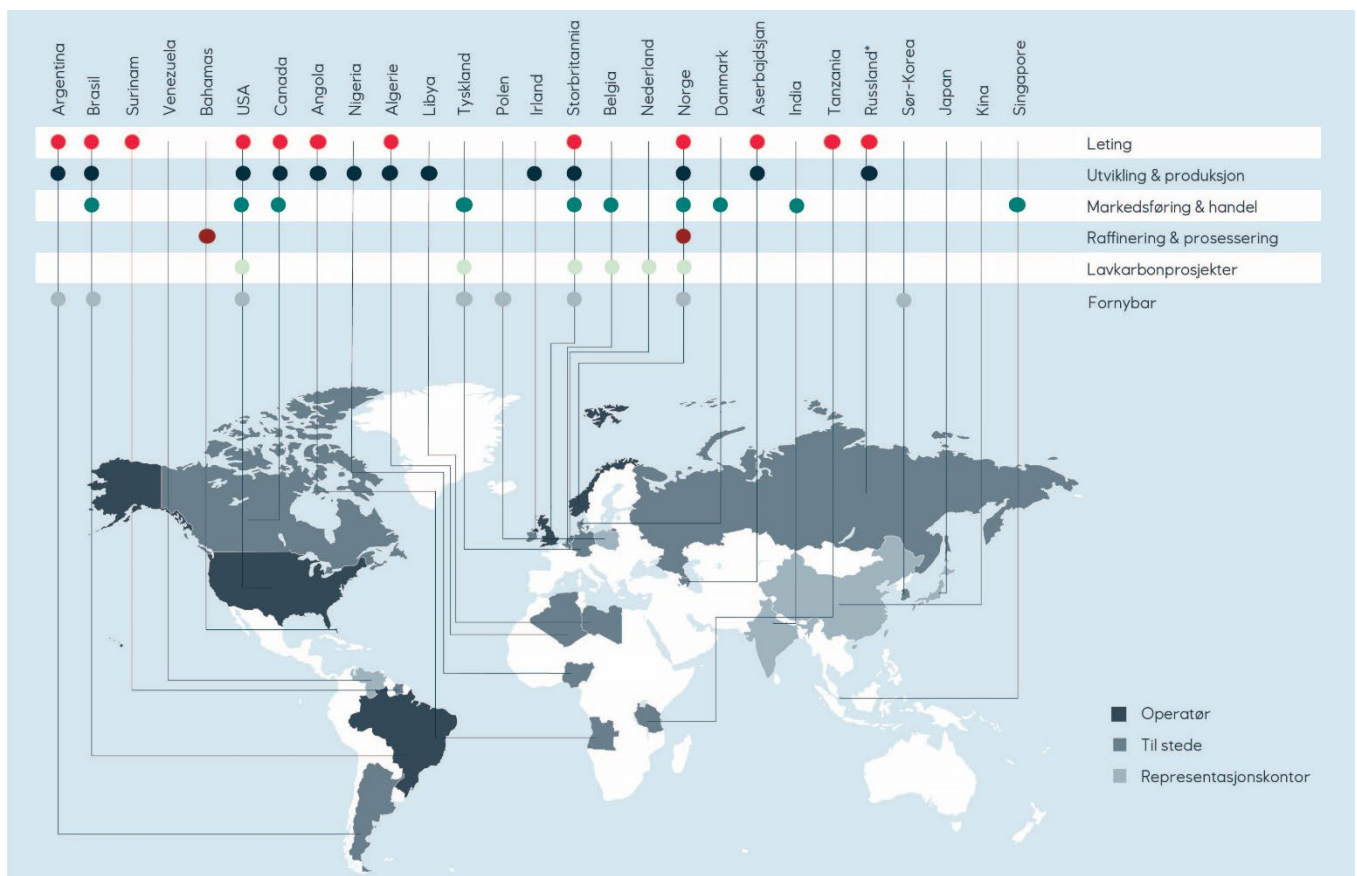 Argentina
Brasil
Surinam
Venezuela
Bahamas
USA
Canada
Angola
Nigeria
Algerie
Libya
Tyskland
Polen
Irland
Storbritannia
Belgia
Nederland
Norge
Danmark
Aserbajdsjan
India
Tanzania
Russland*
Sør-Korea
Japan
Kina
Singapore
Leting
Utvikling & produksjon
Markedsføring & handel
Raffinering & prosessering
Lavkarbonprosjekter
Fornybar
Operatør
Til stede
Representasjonskontor